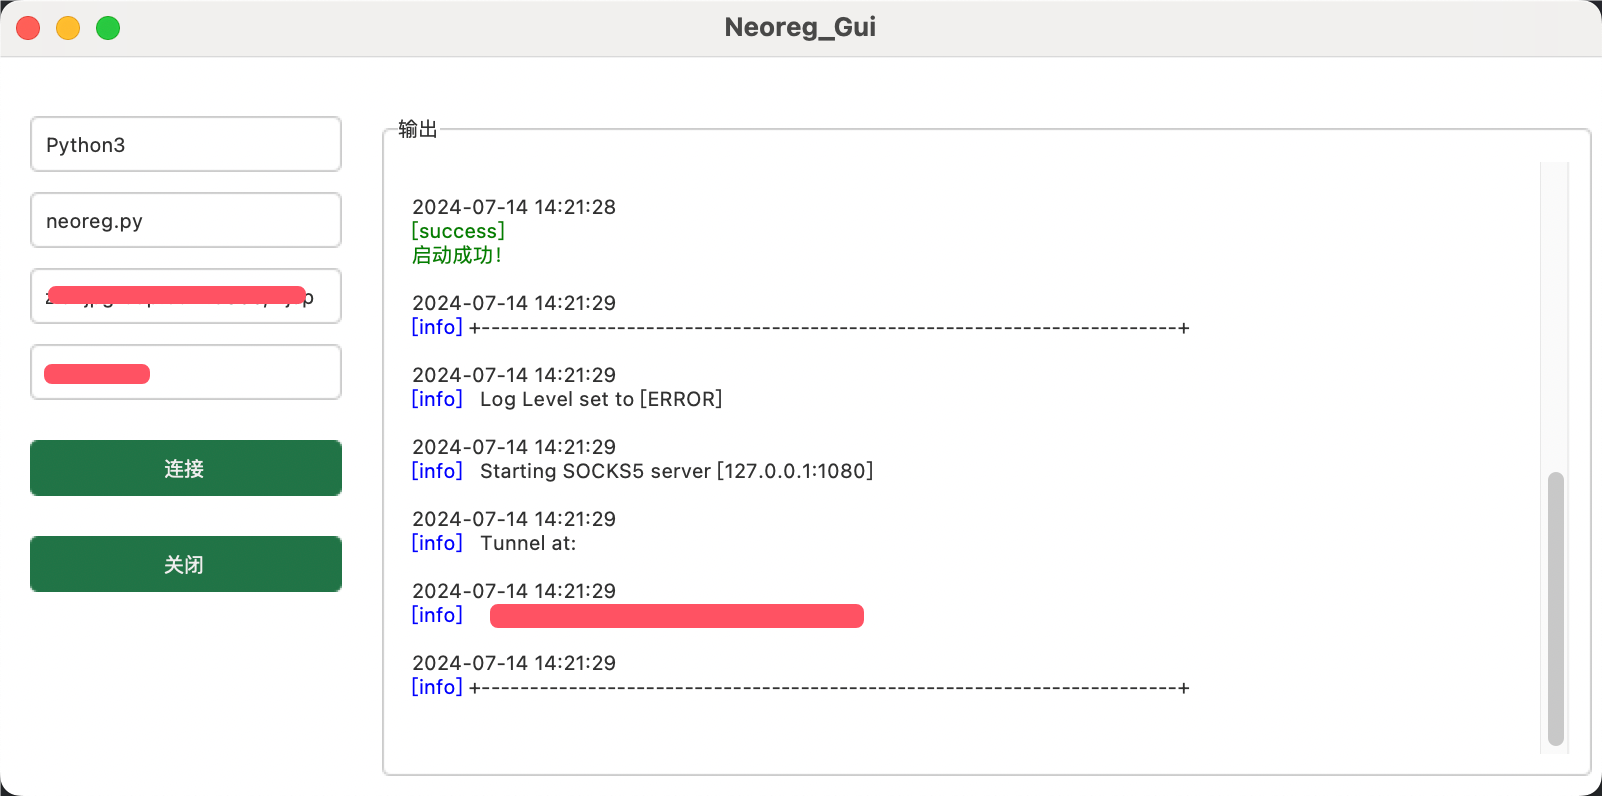 Neoreg_Gui
Python3
neoreg.py
连接
关闭
输出
2024-07-14 14:21:28
[success]
启动成功!
2024-07-14 14:21:29
[info] +------------------------------------------------------------------------+
2024-07-14 14:21:29
[info] Log Level set to [ERROR]
2024-07-14 14:21:29
[info] Starting SOCKS5 server [127.0.0.1:1080]
2024-07-14 14:21:29
[info] Tunnel at:
2024-07-14 14:21:29
[info]
2024-07-14 14:21:29
[info] +------------------------------------------------------------------------+